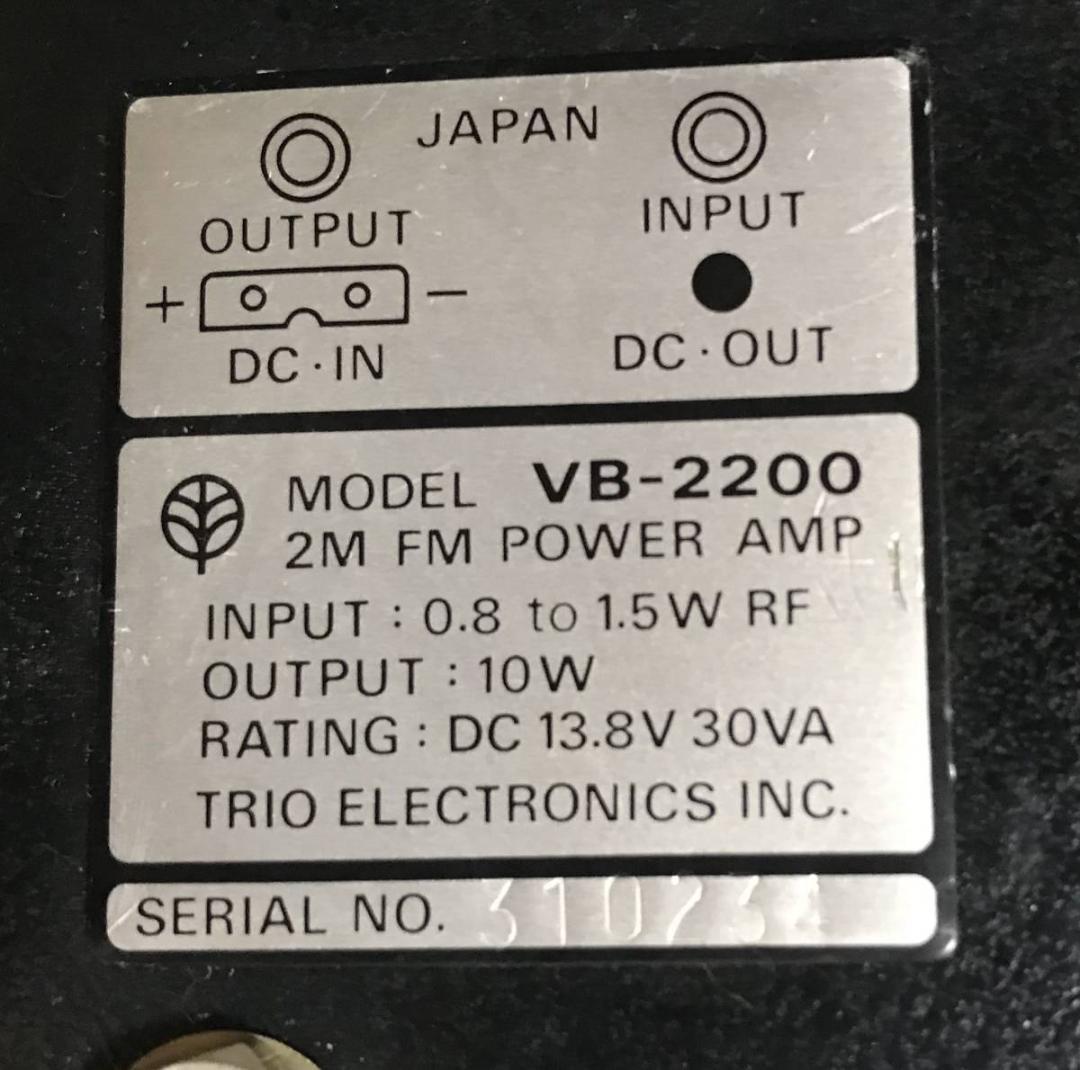 JAPAN
OUTPUT
INPUT
+ −
DC·IN
DC·OUT
MODEL VB-2200
2M FM POWER AMP
INPUT : 0.8 to 1.5W RF
OUTPUT : 10W
RATING : DC 13.8V 30VA
TRIO ELECTRONICS INC.
SERIAL NO.